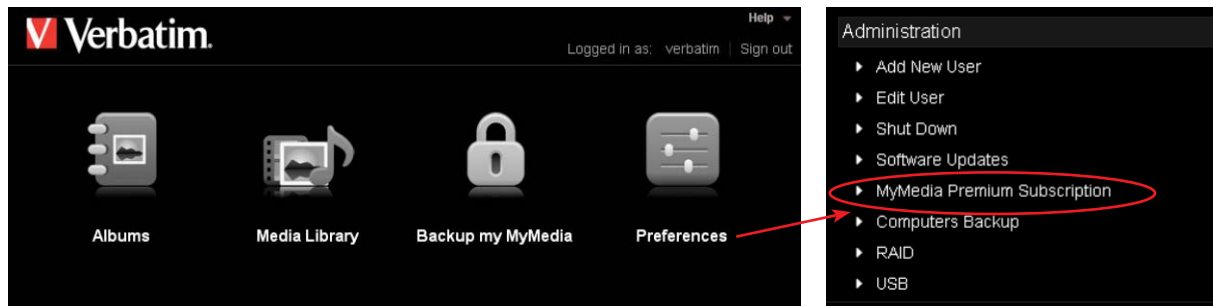 Verbatim.
Help
Logged in as: verbatim | Sign out
Albums
Media Library
Backup my MyMedia
Preferences
Administration
Add New User
Edit User
Shut Down
Software Updates
MyMedia Premium Subscription
Computers Backup
RAID
USB